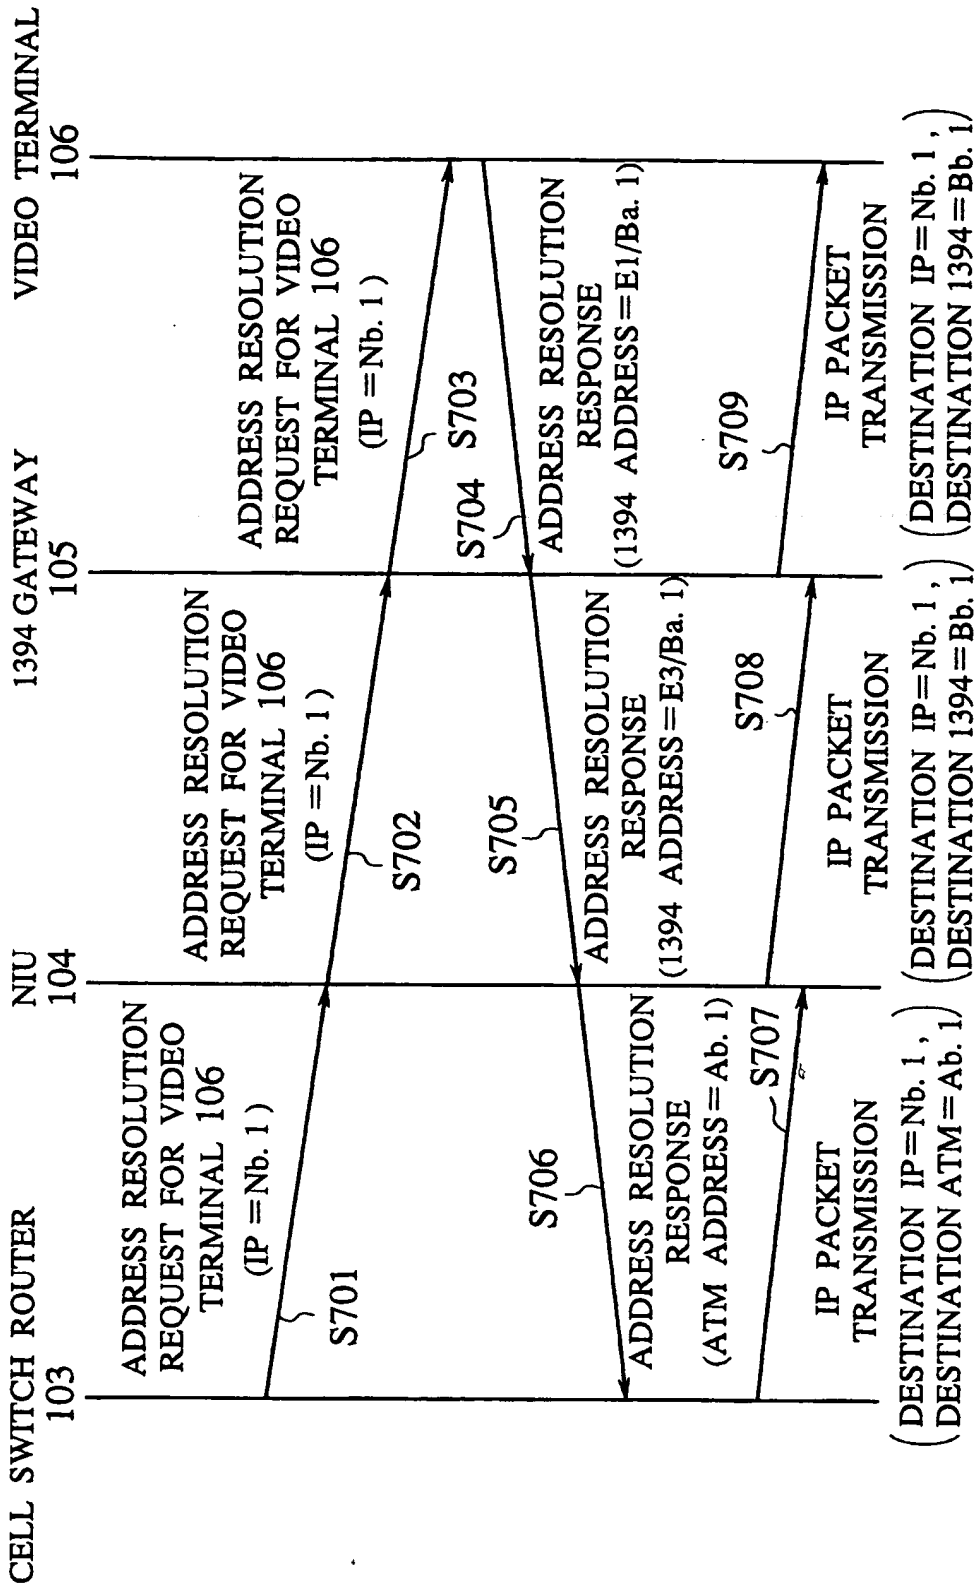 CELL SWITCH ROUTER
103
NIU
104
1394 GATEWAY
105
VIDEO TERMINAL
106
ADDRESS RESOLUTION
REQUEST FOR VIDEO
TERMINAL 106
(IP=Nb. 1)
S701
ADDRESS RESOLUTION
REQUEST FOR VIDEO
TERMINAL 106
(IP=Nb. 1)
S702
ADDRESS RESOLUTION
REQUEST FOR VIDEO
TERMINAL 106
(IP=Nb. 1)
S703
S704
ADDRESS RESOLUTION
RESPONSE
(1394 ADDRESS=E1/Ba. 1)
S705
ADDRESS RESOLUTION
RESPONSE
(1394 ADDRESS=E3/Ba. 1)
S706
ADDRESS RESOLUTION
RESPONSE
(ATM ADDRESS=Ab. 1)
S707
IP PACKET
TRANSMISSION
(DESTINATION IP=Nb. 1,
DESTINATION ATM=Ab. 1)
S708
IP PACKET
TRANSMISSION
(DESTINATION IP=Nb. 1,
DESTINATION 1394=Bb. 1)
S709
IP PACKET
TRANSMISSION
(DESTINATION IP=Nb. 1,
DESTINATION 1394=Bb. 1)